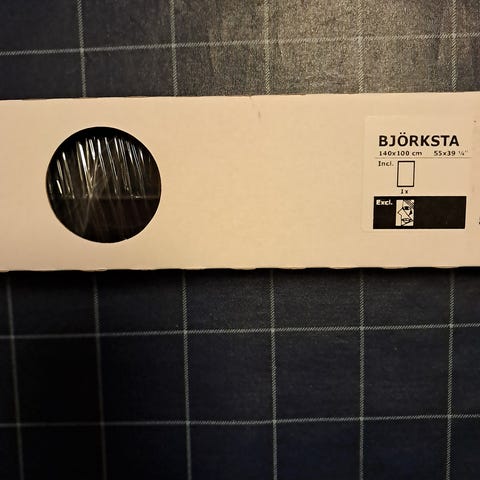 BJÖRKSTA
140x100 cm 55x39 ¼"
Incl.
1x
Excl.